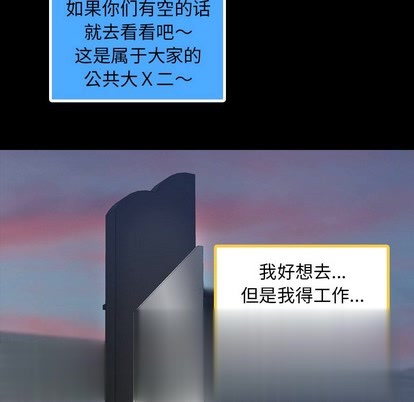 如果你们有空的话
就去看看吧～
这是属于大家的
公共大X二～
我好想去...
但是我得工作...